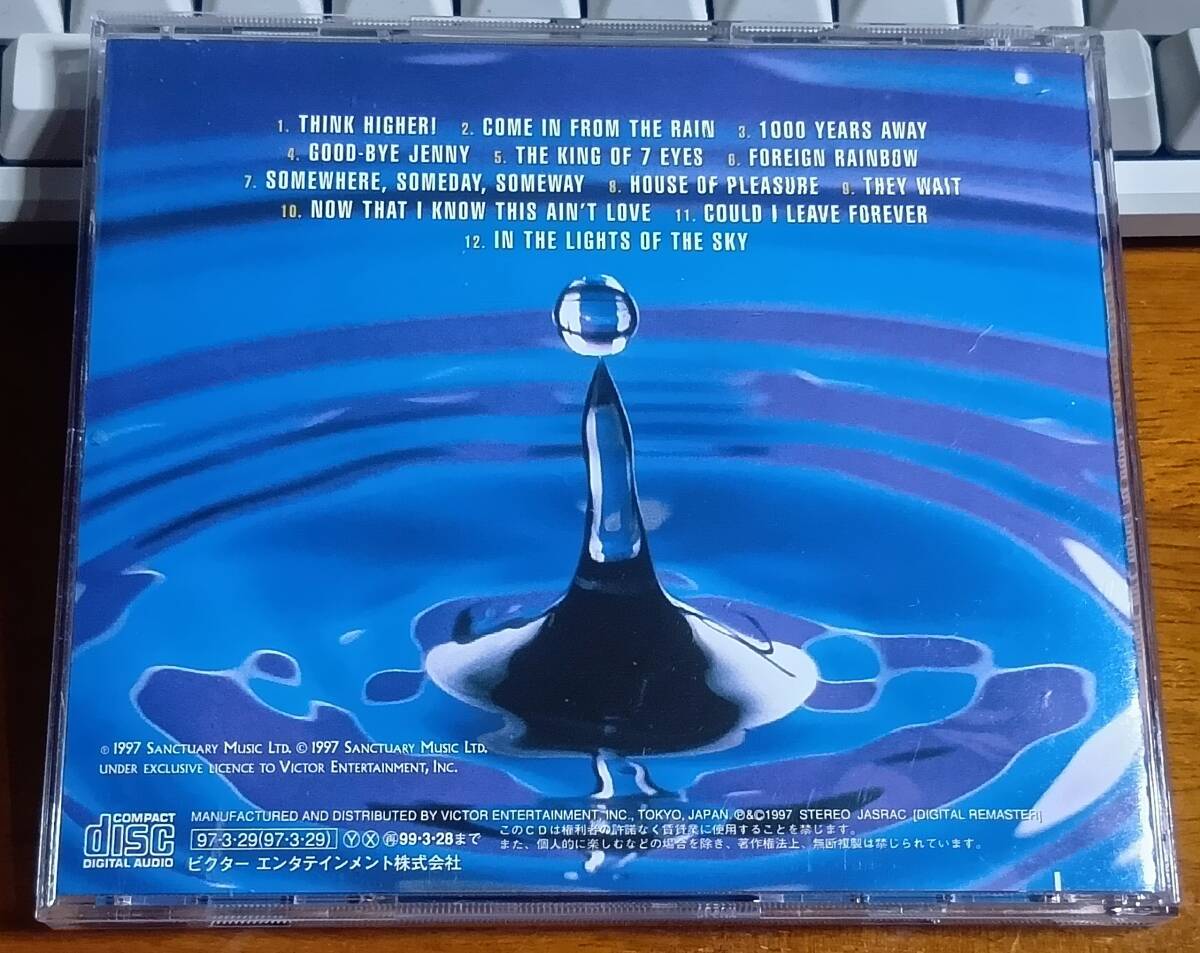 1. THINK HIGHER! 2. COME IN FROM THE RAIN 3. 1000 YEARS AWAY
4. GOOD-BYE JENNY 5. THE KING OF 7 EYES 6. FOREIGN RAINBOW
7. SOMEWHERE, SOMEDAY, SOMEWAY 8. HOUSE OF PLEASURE 9. THEY WAIT
10. NOW THAT I KNOW THIS AIN'T LOVE 11. COULD I LEAVE FOREVER
12. IN THE LIGHTS OF THE SKY
℗ 1997 SANCTUARY MUSIC LTD. © 1997 SANCTUARY MUSIC LTD.
UNDER EXCLUSIVE LICENCE TO VICTOR ENTERTAINMENT, INC.
COMPACT
disc
DIGITAL AUDIO
MANUFACTURED AND DISTRIBUTED BY VICTOR ENTERTAINMENT, INC., TOKYO, JAPAN. ℗&©1997 STEREO JASRAC [DIGITAL REMASTER]
97·3·29(97·3·29) Ⓨ Ⓧ ㊢99·3·28まで
このCDは権利者の許諾なく賃貸業に使用することを禁じます。
また、個人的に楽しむなどの場合を除き、著作権法上、無断複製は禁じられています。
ビクター エンタテインメント株式会社